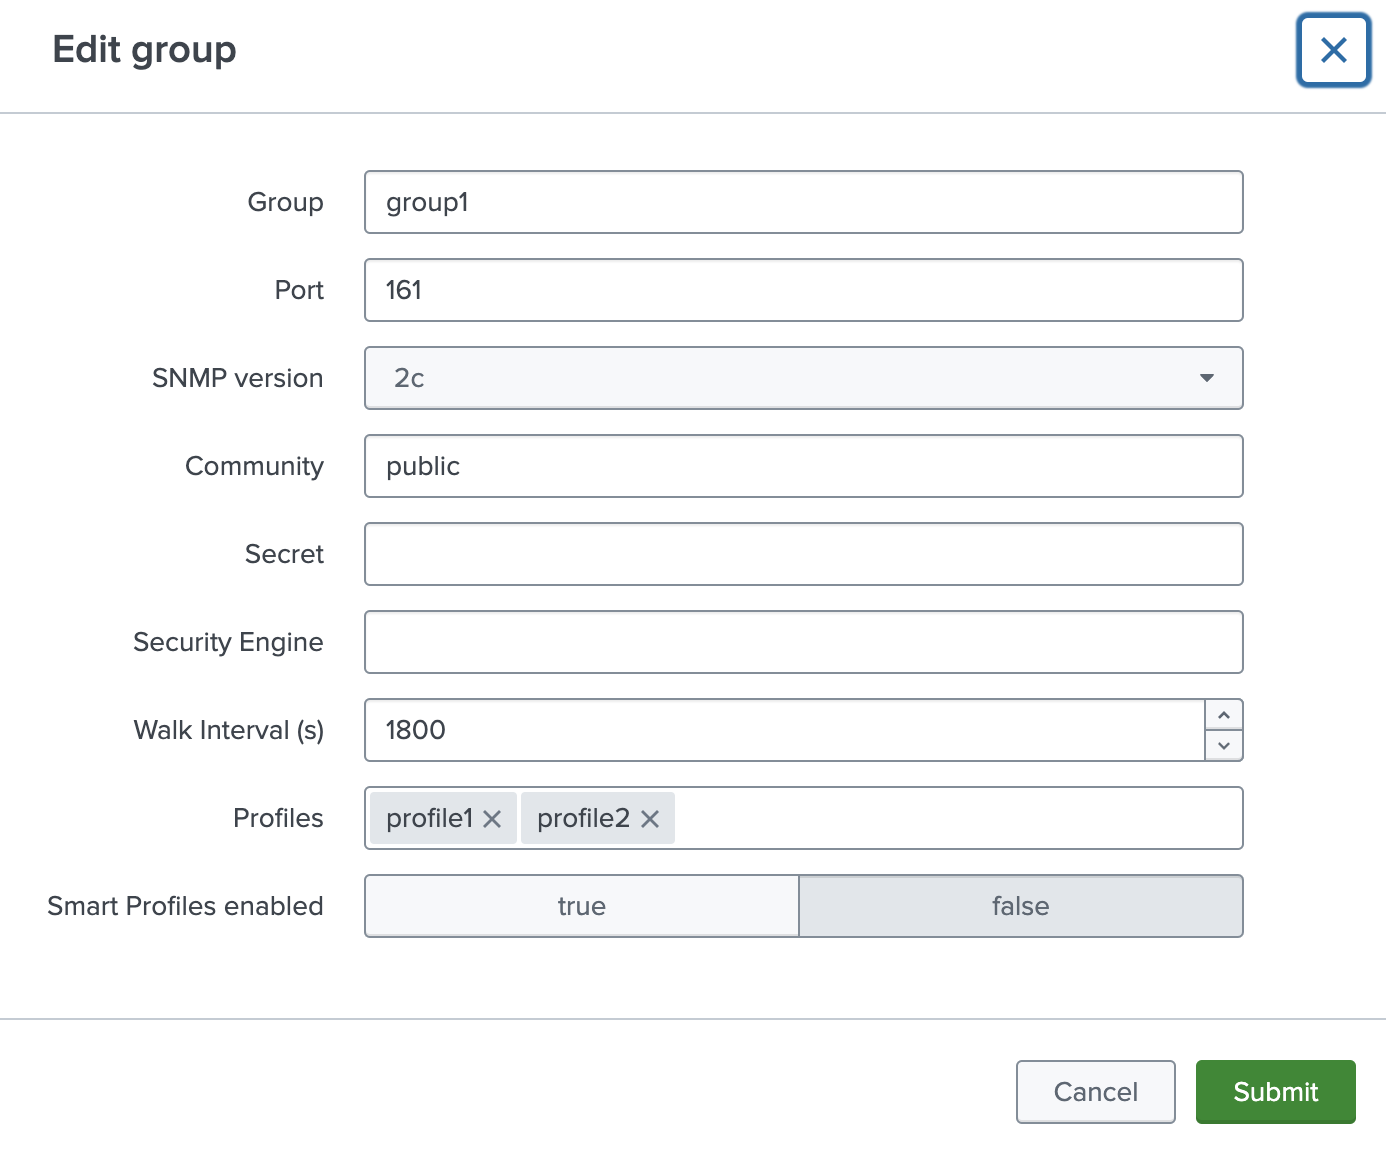 Edit group
Group group1
Port 161
SNMP version 2c
Community public
Secret
Security Engine
Walk Interval (s) 1800
Profiles profile1 profile2
Smart Profiles enabled true false
Cancel Submit